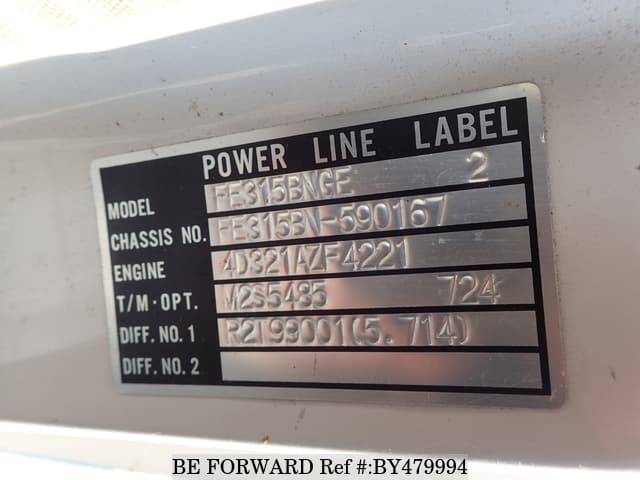 POWER LINE LABEL
MODEL FE315BNGE 2
CHASSIS NO. FE315BN-590167
ENGINE 4D321AZF4221
T/M·OPT. M2S5485 724
DIFF. NO. 1 R2T99001(5.714)
DIFF. NO. 2
BE FORWARD Ref #:BY479994